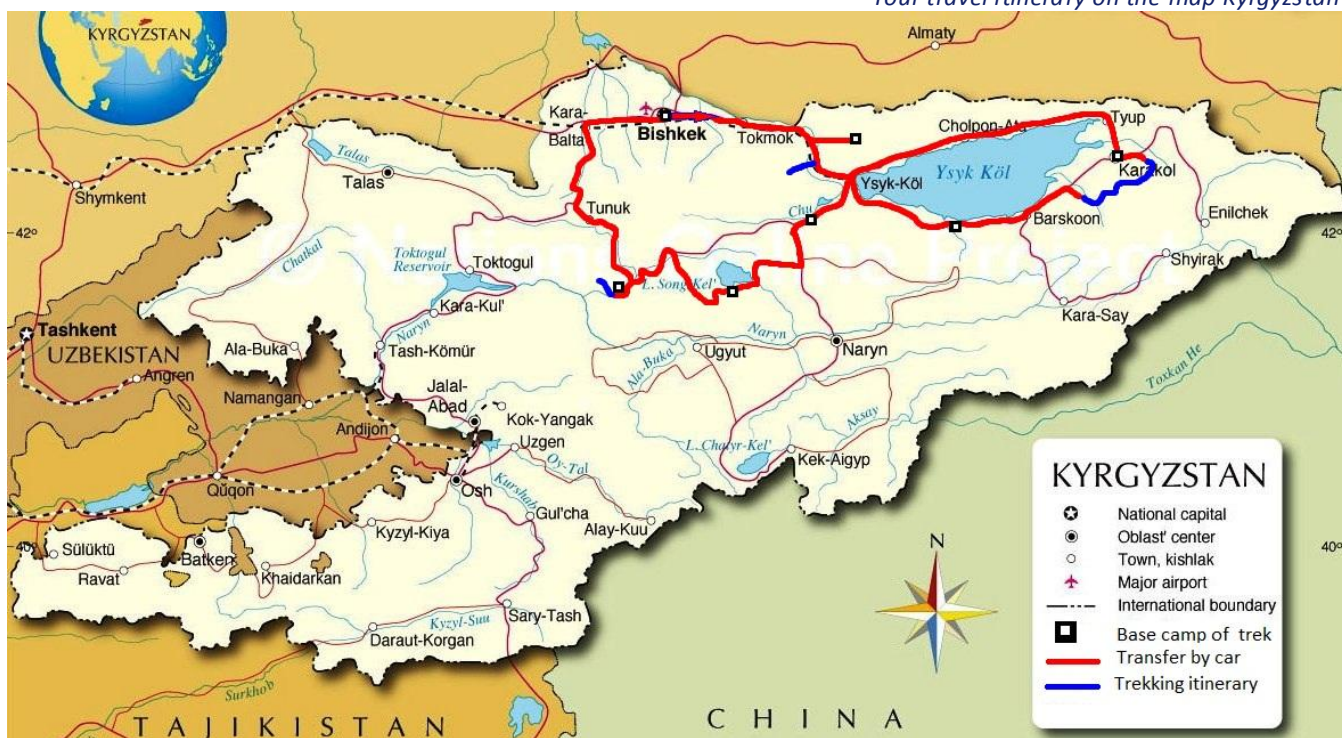 Your travel itinerary on the map Kyrgyzstan
KYRGYZSTAN
Almaty
Kara-
Balta
Bishkek
Tokmok
Cholpon-Ata
Tyup
Talas
Talas
Shymkent
Ysyk-Köl
Ysyk Köl
Karakol
Tunuk
Chu
Barskoon
Enilchek
42°
42°
Chatkal
Toktogul
Reservoir
Toktogul
L. Song-Kel'
Shyirak
Kara-Kul'
Kara-Say
Tashkent
UZBEKISTAN
Naryn
Naryn
Naryn
Ala-Buka
Tash-Kömür
Ala-Buka
Ugyut
Toxkan He
Angren
Namangan
Jalal-
Abad
Kok-Yangak
Aksay
Andijon
Uzgen
L. Chatyr-Kel'
Kek-Aigyp
Oy-Tal
Qŭqon
Osh
Kurshab
Gul'cha
Kyzyl-Kiya
Alay-Kuu
40°
40°
Sülüktü
Batken
Ravat
Khaidarkan
Sary-Tash
Kyzyl-Suu
Daraut-Korgan
Surkhob
TAJIKISTAN
CHINA
N
KYRGYZSTAN
National capital
Oblast' center
Town, kishlak
Major airport
International boundary
Base camp of trek
Transfer by car
Trekking itinerary